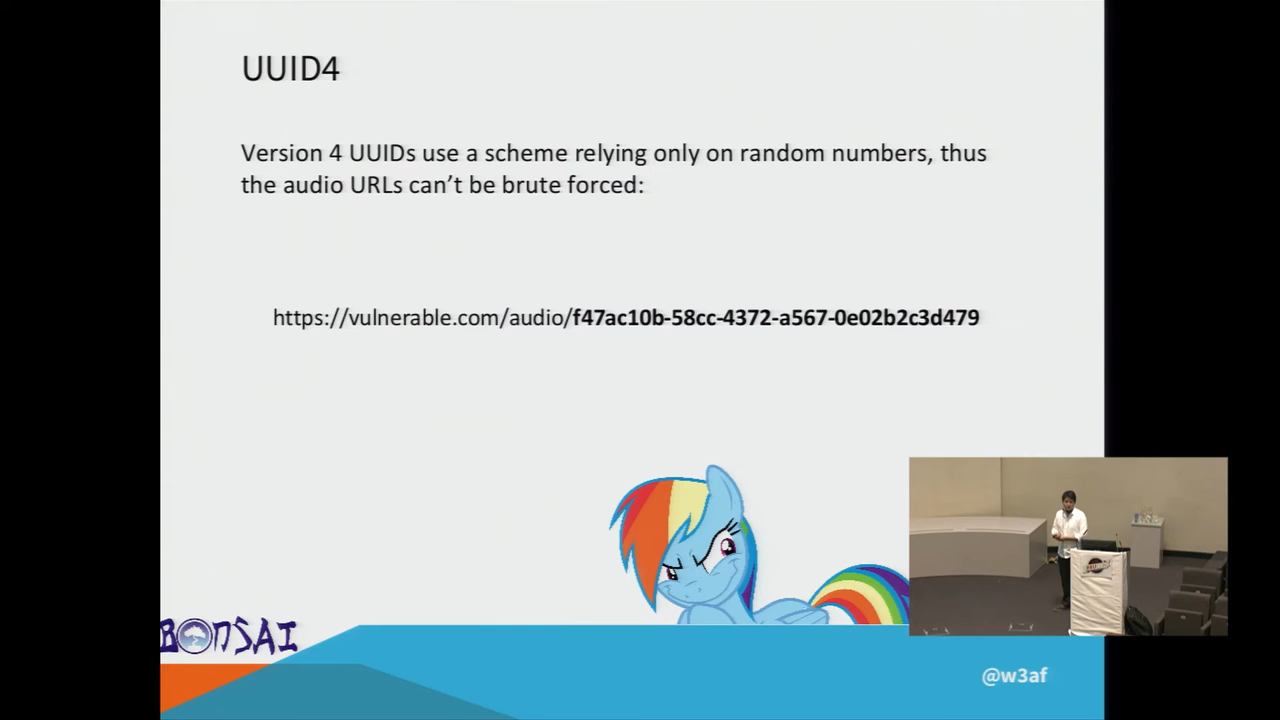 UUID4
Version 4 UUIDs use a scheme relying only on random numbers, thus
the audio URLs can’t be brute forced:
https://vulnerable.com/audio/f47ac10b-58cc-4372-a567-0e02b2c3d479
BONSAI
@w3af